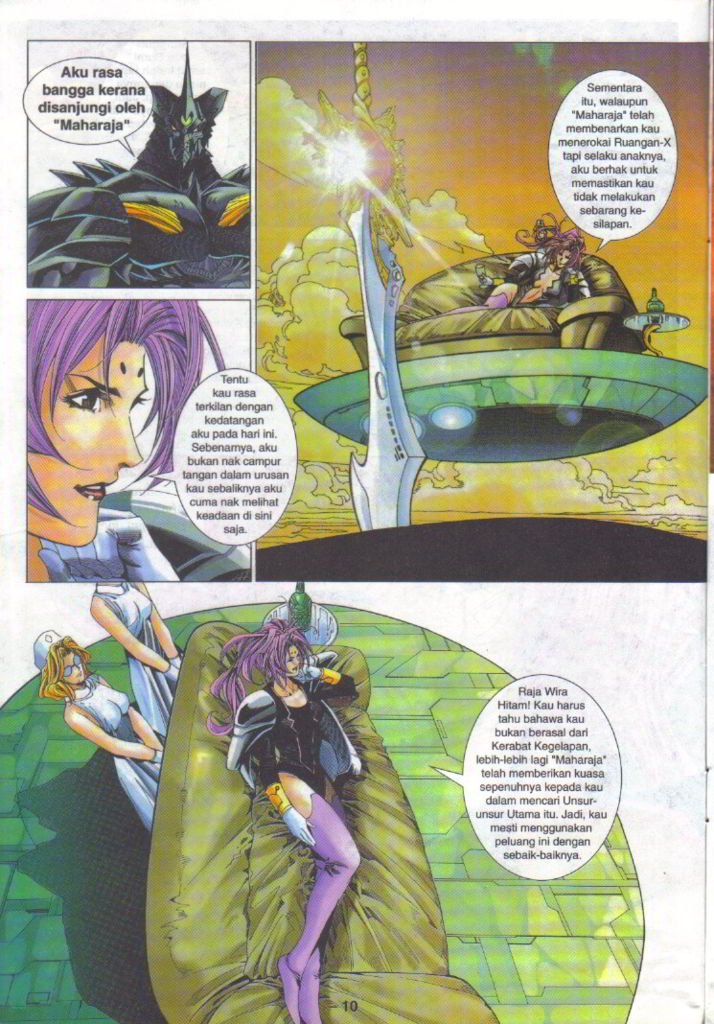 Aku rasa
bangga kerana
disanjungi oleh
"Maharaja"
Sementara
itu, walaupun
"Maharaja" telah
membenarkan kau
menerokai Ruangan-X
tapi selaku anaknya,
aku berhak untuk
memastikan kau
tidak melakukan
sebarang ke-
silapan.
Tentu
kau rasa
terkilan dengan
kedatangan
aku pada hari ini.
Sebenarnya, aku
bukan nak campur
tangan dalam urusan
kau sebaliknya aku
cuma nak melihat
keadaan di sini
saja.
Raja Wira
Hitam! Kau harus
tahu bahawa kau
bukan berasal dari
Kerabat Kegelapan,
lebih-lebih lagi "Maharaja"
telah memberikan kuasa
sepenuhnya kepada kau
dalam mencari Unsur-
unsur Utama itu. Jadi, kau
mesti menggunakan
peluang ini dengan
sebaik-baiknya.
10